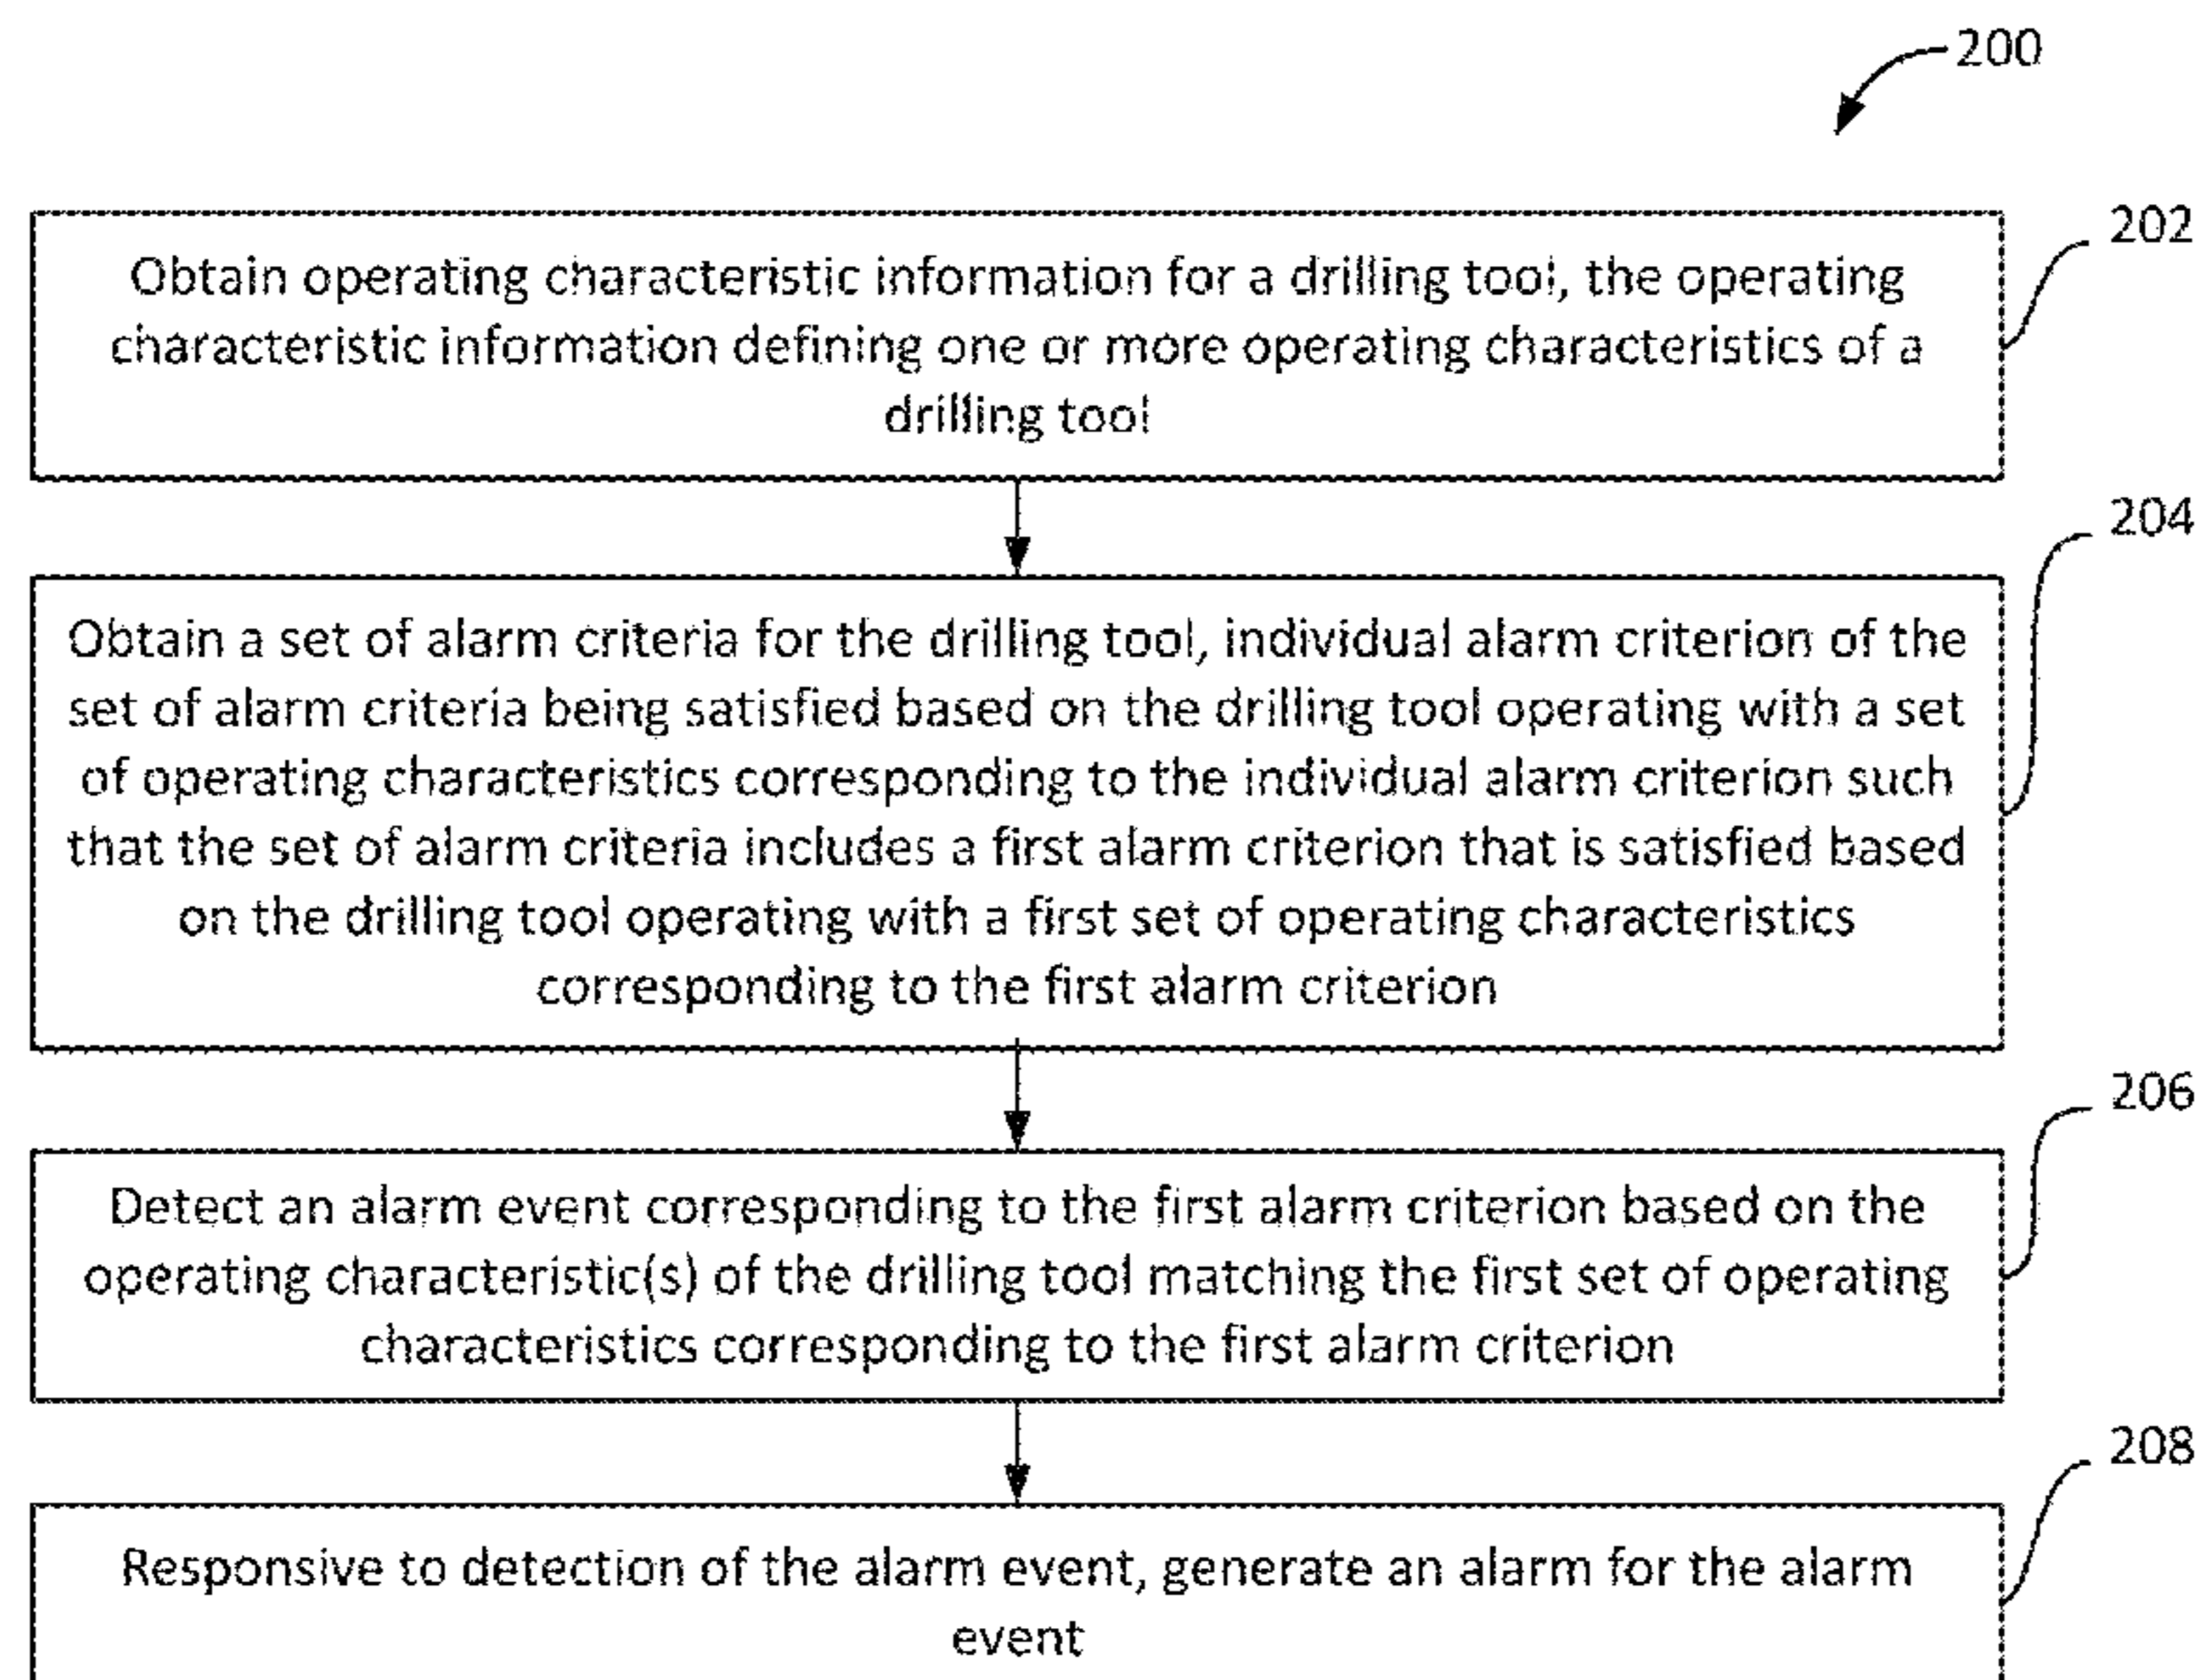 200
202
Obtain operating characteristic information for a drilling tool, the operating
characteristic information defining one or more operating characteristics of a
drilling tool
204
Obtain a set of alarm criteria for the drilling tool, individual alarm criterion of the
set of alarm criteria being satisfied based on the drilling tool operating with a set
of operating characteristics corresponding to the individual alarm criterion such
that the set of alarm criteria includes a first alarm criterion that is satisfied based
on the drilling tool operating with a first set of operating characteristics
corresponding to the first alarm criterion
206
Detect an alarm event corresponding to the first alarm criterion based on the
operating characteristic(s) of the drilling tool matching the first set of operating
characteristics corresponding to the first alarm criterion
208
Responsive to detection of the alarm event, generate an alarm for the alarm
event